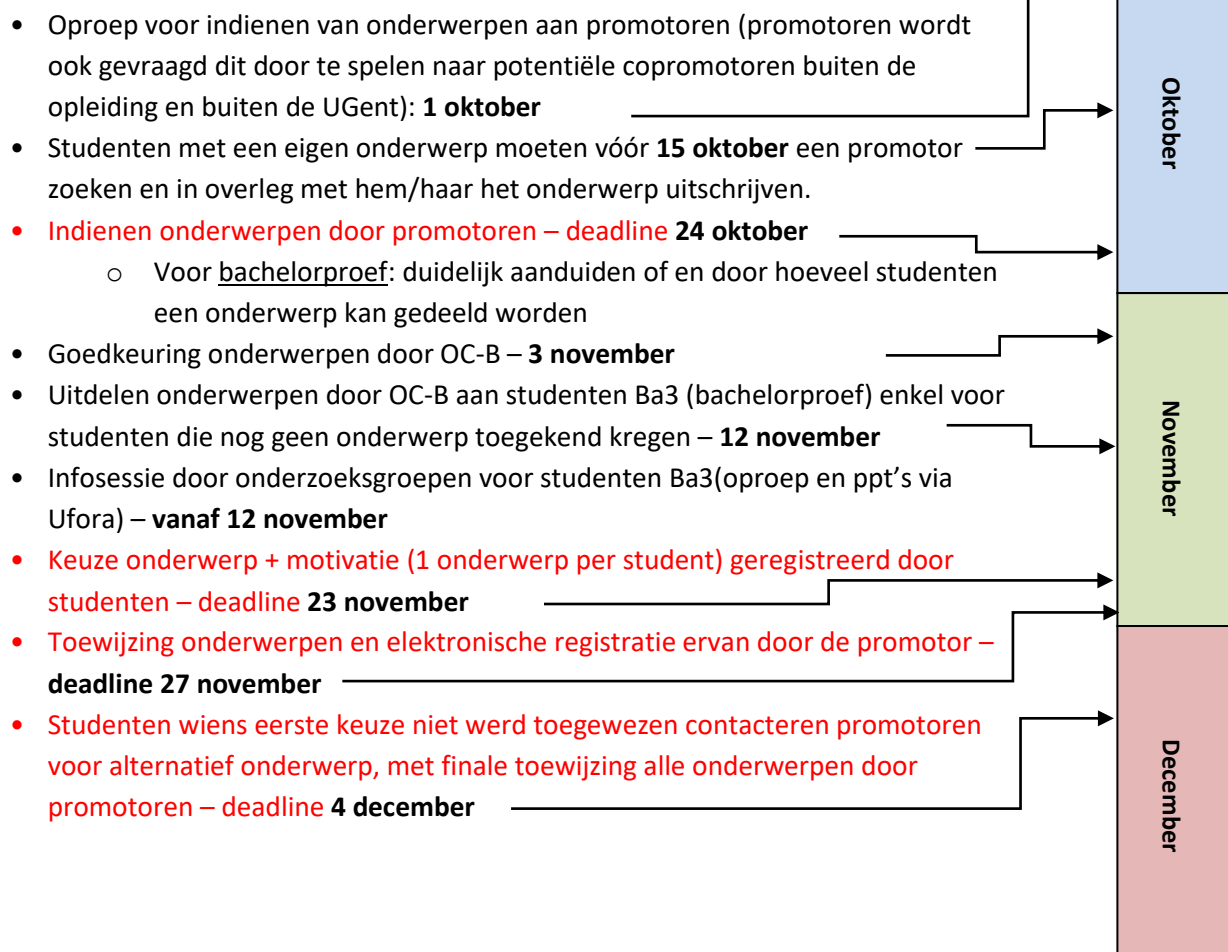 • Oproep voor indienen van onderwerpen aan promotoren (promotoren wordt
ook gevraagd dit door te spelen naar potentiële copromotoren buiten de
opleiding en buiten de UGent): 1 oktober
• Studenten met een eigen onderwerp moeten vóór 15 oktober een promotor
zoeken en in overleg met hem/haar het onderwerp uitschrijven.
• Indienen onderwerpen door promotoren – deadline 24 oktober
o Voor bachelorproef: duidelijk aanduiden of en door hoeveel studenten
een onderwerp kan gedeeld worden
• Goedkeuring onderwerpen door OC-B – 3 november
• Uitdelen onderwerpen door OC-B aan studenten Ba3 (bachelorproef) enkel voor
studenten die nog geen onderwerp toegekend kregen – 12 november
• Infosessie door onderzoeksgroepen voor studenten Ba3(oproep en ppt’s via
Ufora) – vanaf 12 november
• Keuze onderwerp + motivatie (1 onderwerp per student) geregistreerd door
studenten – deadline 23 november
• Toewijzing onderwerpen en elektronische registratie ervan door de promotor –
deadline 27 november
• Studenten wiens eerste keuze niet werd toegewezen contacteren promotoren
voor alternatief onderwerp, met finale toewijzing alle onderwerpen door
promotoren – deadline 4 december
Oktober
November
December